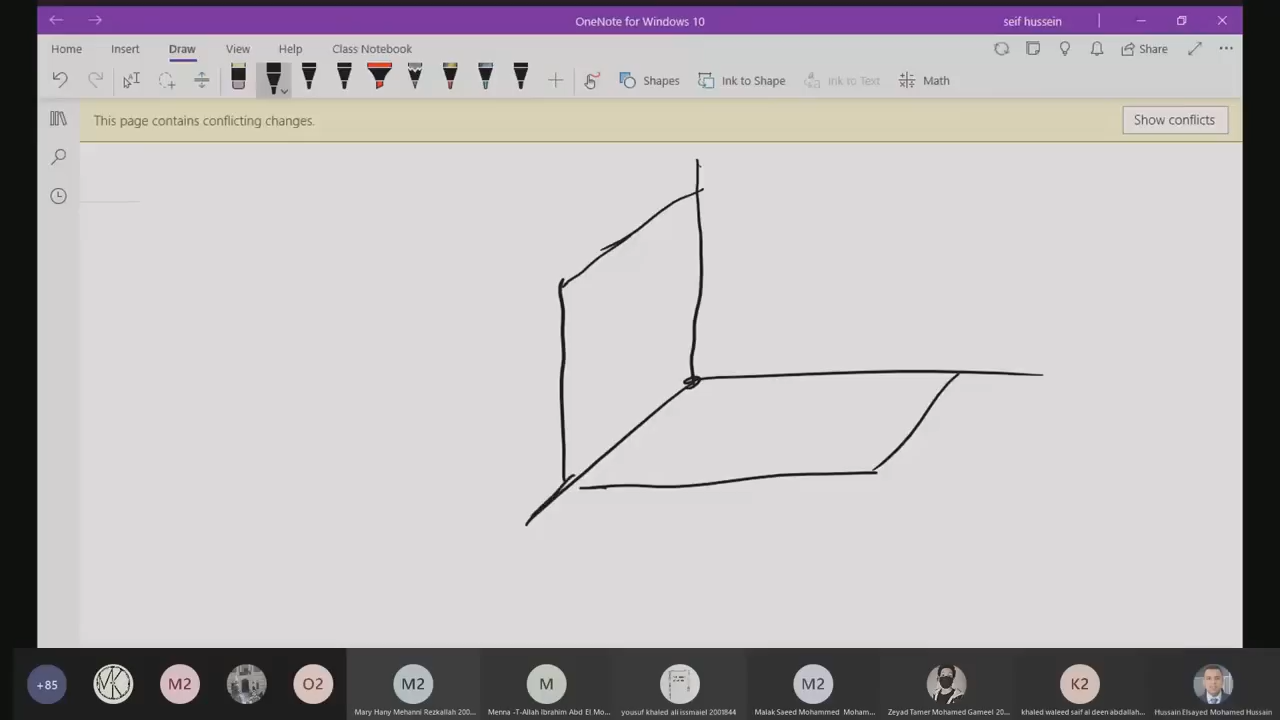 OneNote for Windows 10
seif hussein
Home Insert Draw View Help Class Notebook
Share
Shapes Ink to Shape Ink to Text Math
This page contains conflicting changes.
Show conflicts
+85 M2 O2 M2 M M2 K2
Mary Hany Mehanni Rezkallah 200... Menna -T-Allah Ibrahim Abd El Mo... yousuf khaled ali issmaiel 2001844 Malak Saeed Mohammed Moham... Zeyad Tamer Mohamed Gameel 20... khaled waleed saif al deen abdallah... Hussain Elsayed Mohamed Hussain